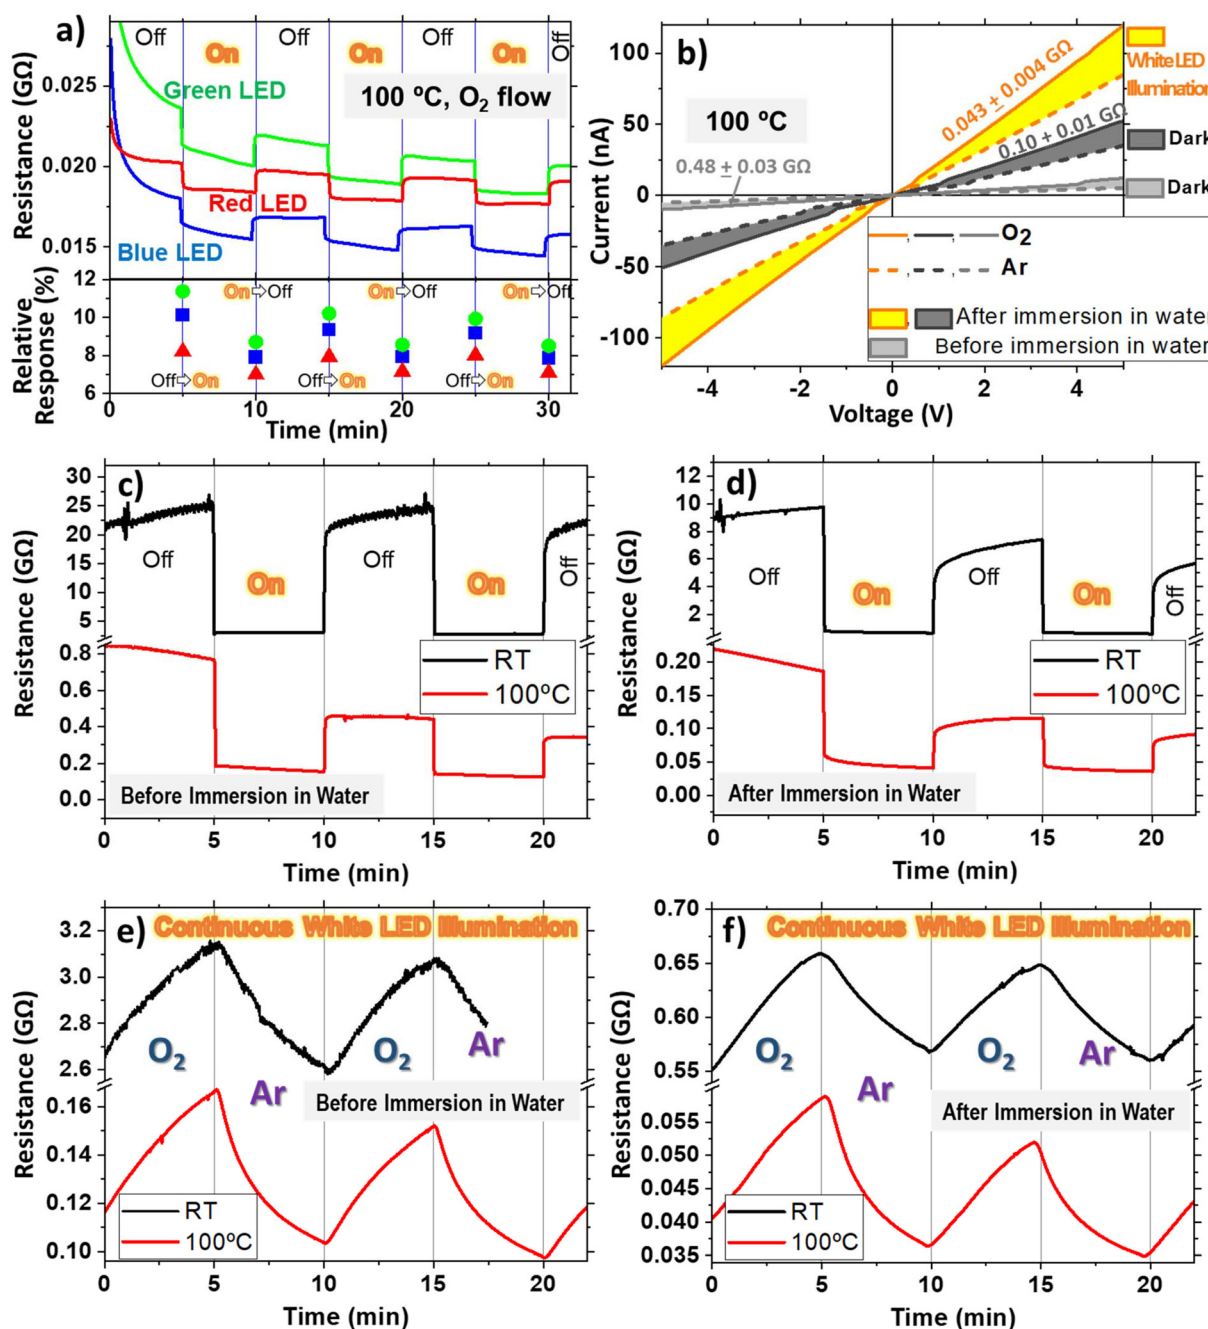 a)
Off
On
Off
On
Off
On
Off
Green LED
100 ºC, O2 flow
Red LED
Blue LED
Resistance (GΩ)
0.025
0.020
0.015
Relative
Response (%)
12
10
8
6
On⇨Off
On⇨Off
On⇨Off
Off⇨On
Off⇨On
Off⇨On
0
10
20
30
Time (min)
b)
Current (nA)
100
50
0
-50
-100
100 ºC
0.043 ± 0.004 GΩ
0.10 ± 0.01 GΩ
0.48 ± 0.03 GΩ
White LED
Illumination
Dark
Dark
, , O2
, , Ar
, After immersion in water
Before immersion in water
-4
-2
0
2
4
Voltage (V)
c)
Resistance (GΩ)
30
25
20
15
10
5
0.8
0.6
0.4
0.2
0.0
Off
On
Off
On
Off
RT
100ºC
Before Immersion in Water
0
5
10
15
20
Time (min)
d)
Resistance (GΩ)
12
10
8
6
4
2
0.20
0.15
0.10
0.05
0.00
Off
On
Off
On
Off
RT
100ºC
After Immersion in Water
0
5
10
15
20
Time (min)
e)
Continuous White LED Illumination
Resistance (GΩ)
3.2
3.0
2.8
2.6
0.16
0.14
0.12
0.10
O2
Ar
O2
Ar
Before Immersion in Water
RT
100ºC
0
5
10
15
20
Time (min)
f)
Continuous White LED Illumination
Resistance (GΩ)
0.70
0.65
0.60
0.55
0.055
0.050
0.045
0.040
0.035
O2
Ar
O2
Ar
After Immersion in Water
RT
100ºC
0
5
10
15
20
Time (min)